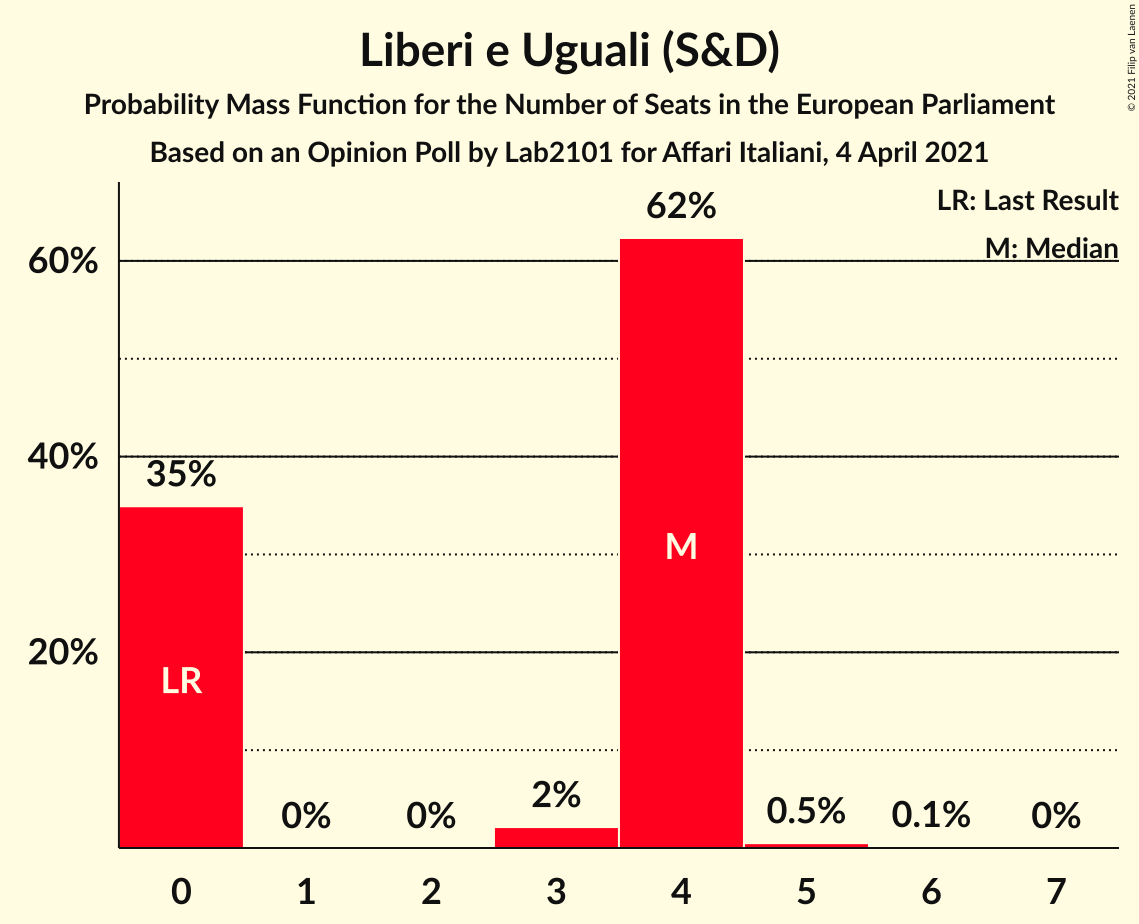 Liberi e Uguali (S&D)
Probability Mass Function for the Number of Seats in the European Parliament
Based on an Opinion Poll by Lab2101 for Affari Italiani, 4 April 2021
© 2021 Filip van Laenen
LR: Last Result
M: Median
62%
60%
40%
35%
M
20%
LR
2%
0%
0%
0.5%
0.1%
0%
0 1 2 3 4 5 6 7